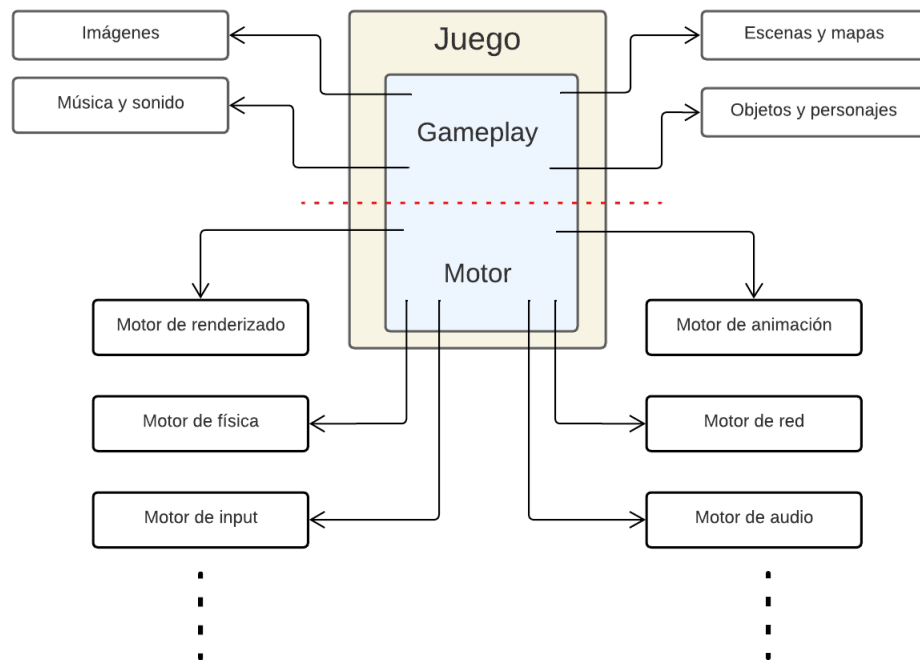 Imágenes
Juego
Escenas y mapas
Música y sonido
Objetos y personajes
Gameplay
Motor
Motor de renderizado
Motor de animación
Motor de física
Motor de red
Motor de input
Motor de audio